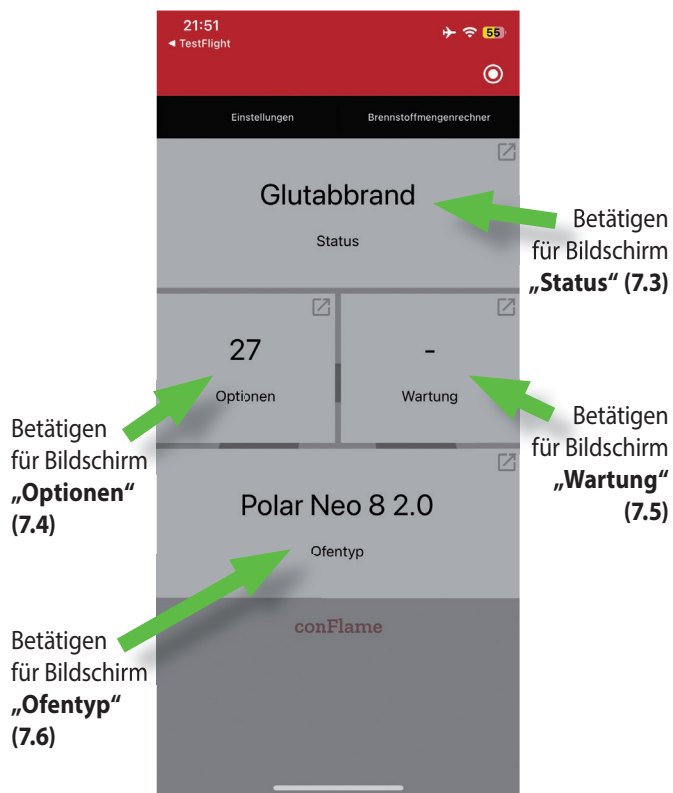 21:51
◄ TestFlight
55
Einstellungen
Brennstoffmengenrechner
Glutabbrand
Status
Betätigen
für Bildschirm
„Status“ (7.3)
27
Optionen
-
Wartung
Betätigen
für Bildschirm
„Optionen“
(7.4)
Betätigen
für Bildschirm
„Wartung“
(7.5)
Polar Neo 8 2.0
Ofentyp
Betätigen
für Bildschirm
„Ofentyp“
(7.6)
conFlame